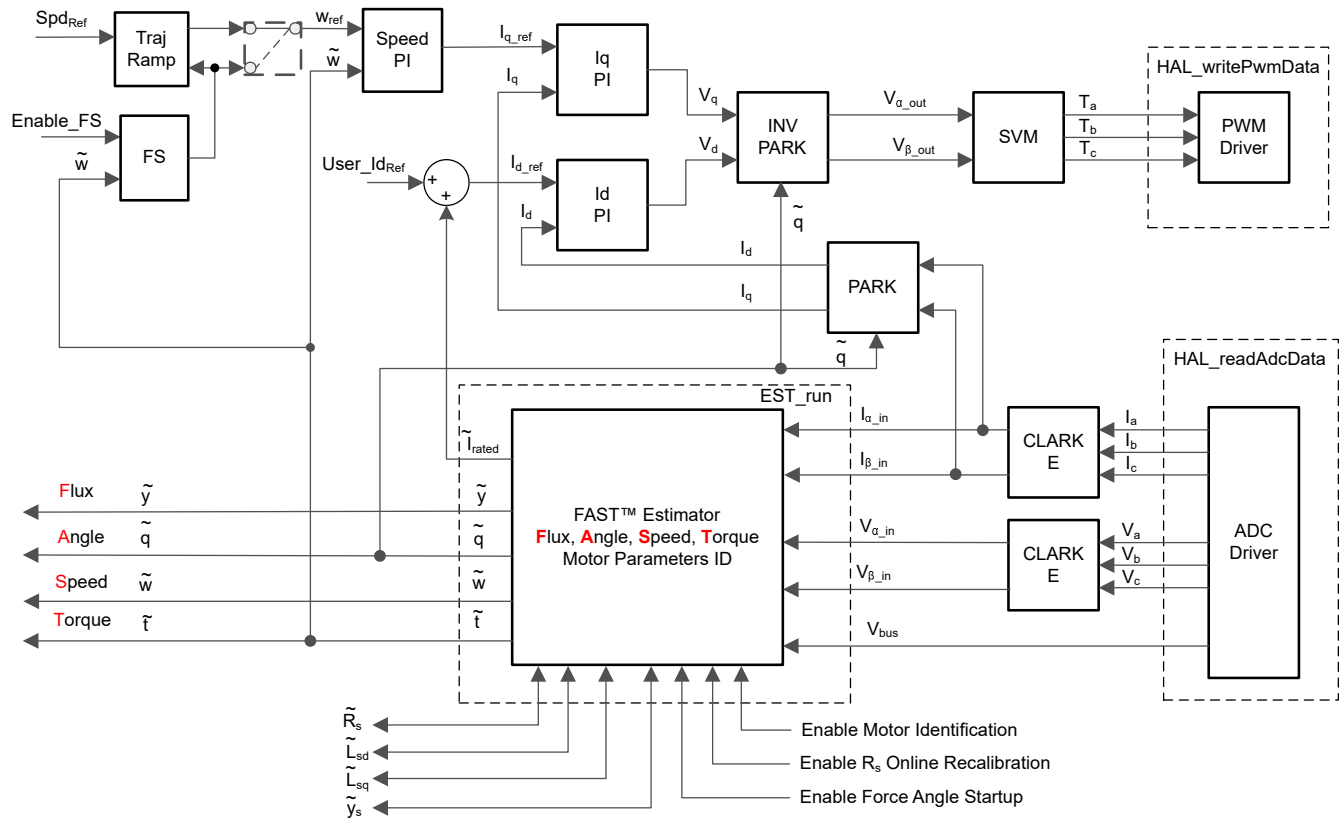 Spd_Ref
Traj
Ramp
w_ref
w̃
Speed
PI
I_q_ref
I_q
Iq
PI
Enable_FS
w̃
FS
User_Id_Ref
+
+
I_d_ref
I_d
Id
PI
V_q
V_d
INV
PARK
q̃
V_α_out
V_β_out
SVM
T_a
T_b
T_c
HAL_writePwmData
PWM
Driver
I_d
I_q
PARK
q̃
HAL_readAdcData
EST_run
Ĩ_rated
FAST™ Estimator
Flux, Angle, Speed, Torque
Motor Parameters ID
I_α_in
I_β_in
V_α_in
V_β_in
V_bus
CLARK
E
CLARK
E
I_a
I_b
I_c
V_a
V_b
V_c
ADC
Driver
Flux ỹ ỹ
Angle q̃ q̃
Speed w̃ w̃
Torque t̃ t̃
R̃_s
L̃_sd
L̃_sq
ỹ_s
Enable Motor Identification
Enable R_s Online Recalibration
Enable Force Angle Startup